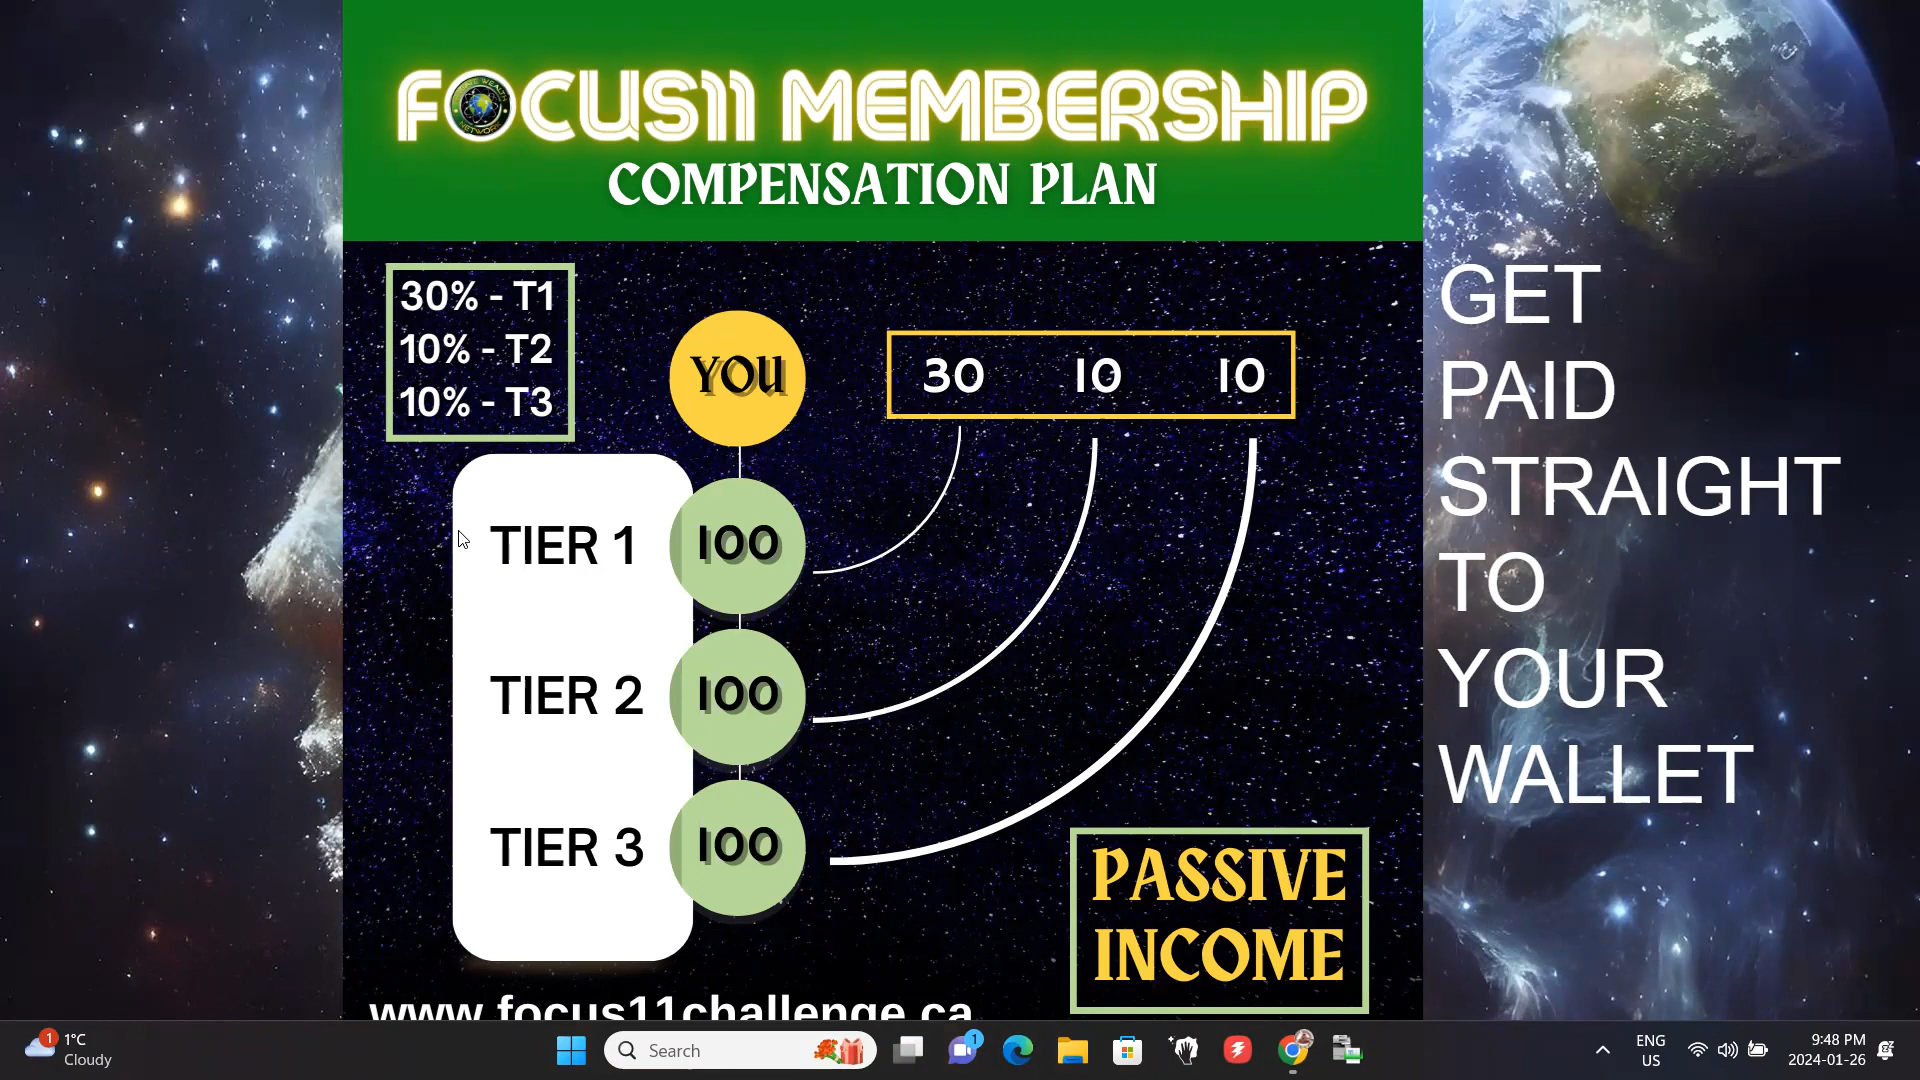 FOCUS11 MEMBERSHIP
COMPENSATION PLAN
30% - T1
10% - T2
10% - T3
YOU
30 10 10
TIER 1 100
TIER 2 100
TIER 3 100
PASSIVE
INCOME
www.focus11challenge.ca
GET
PAID
STRAIGHT
TO
YOUR
WALLET
1
1°C
Cloudy
Search
1
ENG
US
9:48 PM
2024-01-26